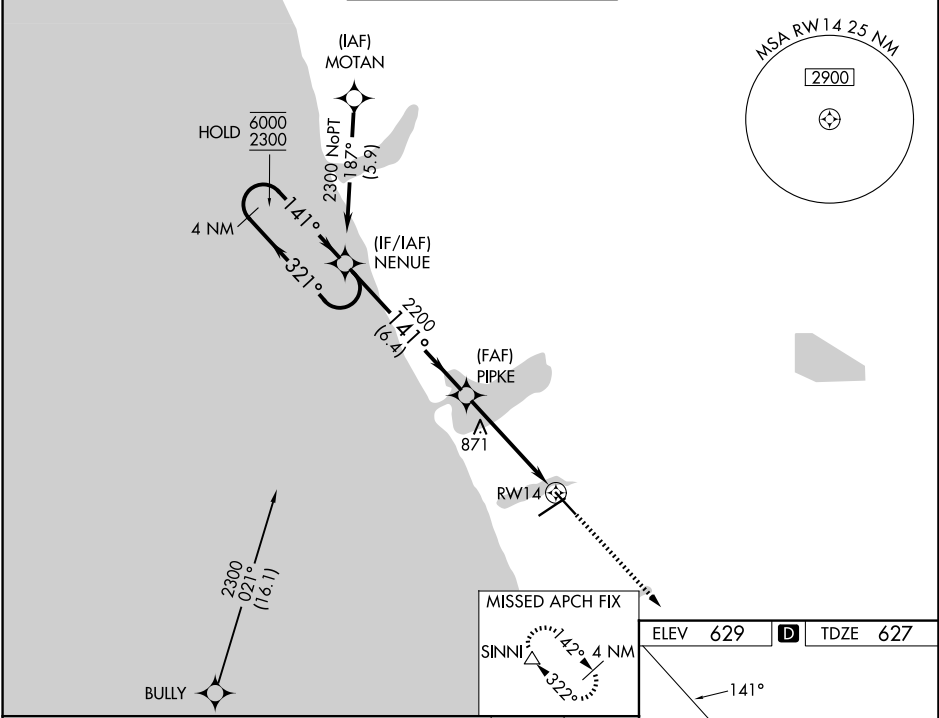 (IAF)
MOTAN
MSA RW14 25 NM
2900
HOLD 6000
2300
2300 NoPT
187°
(5.9)
4 NM
141°
321°
(IF/IAF)
NENUE
2200
141°
(6.4)
(FAF)
PIPKE
871
RW14
2300
021°
(16.1)
BULLY
MISSED APCH FIX
SINNI
142°
4 NM
322°
ELEV 629
D
TDZE 627
141°